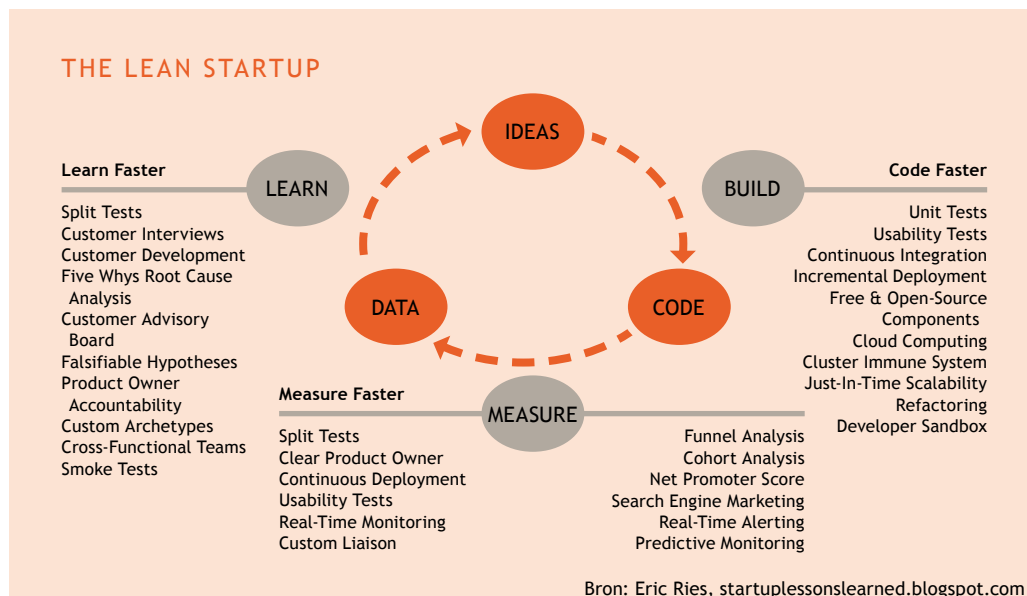 THE LEAN STARTUP
IDEAS
LEARN
BUILD
DATA
CODE
MEASURE
Learn Faster
Split Tests
Customer Interviews
Customer Development
Five Whys Root Cause
Analysis
Customer Advisory
Board
Falsifiable Hypotheses
Product Owner
Accountability
Custom Archetypes
Cross-Functional Teams
Smoke Tests
Code Faster
Unit Tests
Usability Tests
Continuous Integration
Incremental Deployment
Free & Open-Source
Components
Cloud Computing
Cluster Immune System
Just-In-Time Scalability
Refactoring
Developer Sandbox
Measure Faster
Split Tests
Clear Product Owner
Continuous Deployment
Usability Tests
Real-Time Monitoring
Custom Liaison
Funnel Analysis
Cohort Analysis
Net Promoter Score
Search Engine Marketing
Real-Time Alerting
Predictive Monitoring
Bron: Eric Ries, startuplessonslearned.blogspot.com